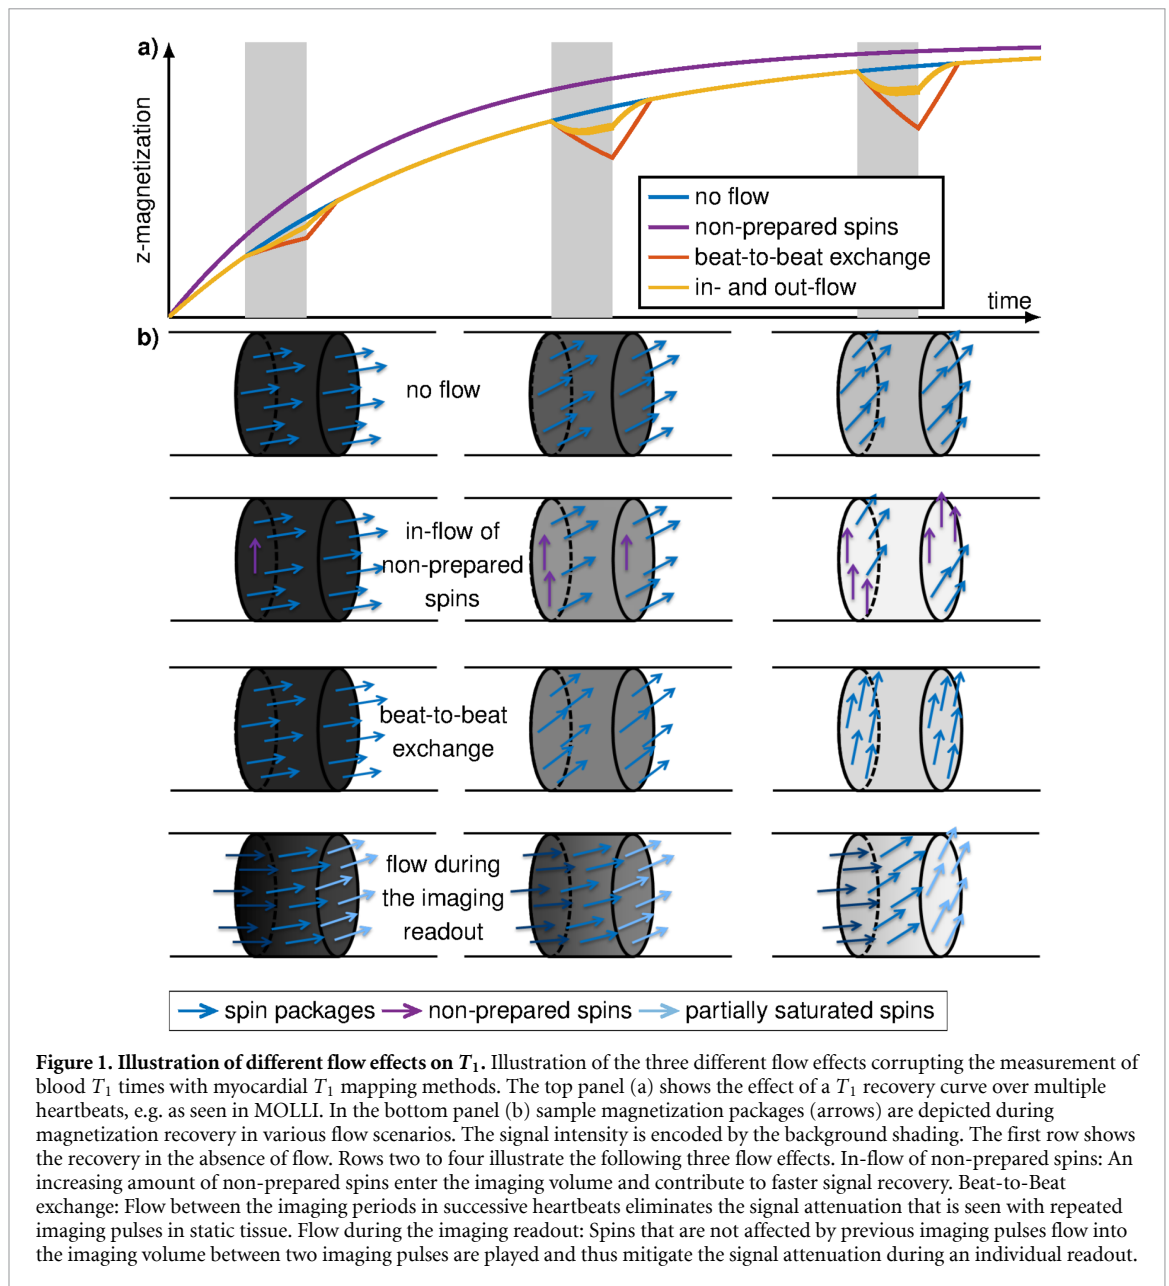 a)
z-magnetization
no flow
non-prepared spins
beat-to-beat exchange
in- and out-flow
time
b)
no flow
in-flow of
non-prepared
spins
beat-to-beat
exchange
flow during
the imaging
readout
spin packages
non-prepared spins
partially saturated spins
Figure 1. Illustration of different flow effects on T₁. Illustration of the three different flow effects corrupting the measurement of
blood T₁ times with myocardial T₁ mapping methods. The top panel (a) shows the effect of a T₁ recovery curve over multiple
heartbeats, e.g. as seen in MOLLI. In the bottom panel (b) sample magnetization packages (arrows) are depicted during
magnetization recovery in various flow scenarios. The signal intensity is encoded by the background shading. The first row shows
the recovery in the absence of flow. Rows two to four illustrate the following three flow effects. In-flow of non-prepared spins: An
increasing amount of non-prepared spins enter the imaging volume and contribute to faster signal recovery. Beat-to-Beat
exchange: Flow between the imaging periods in successive heartbeats eliminates the signal attenuation that is seen with repeated
imaging pulses in static tissue. Flow during the imaging readout: Spins that are not affected by previous imaging pulses flow into
the imaging volume between two imaging pulses are played and thus mitigate the signal attenuation during an individual readout.